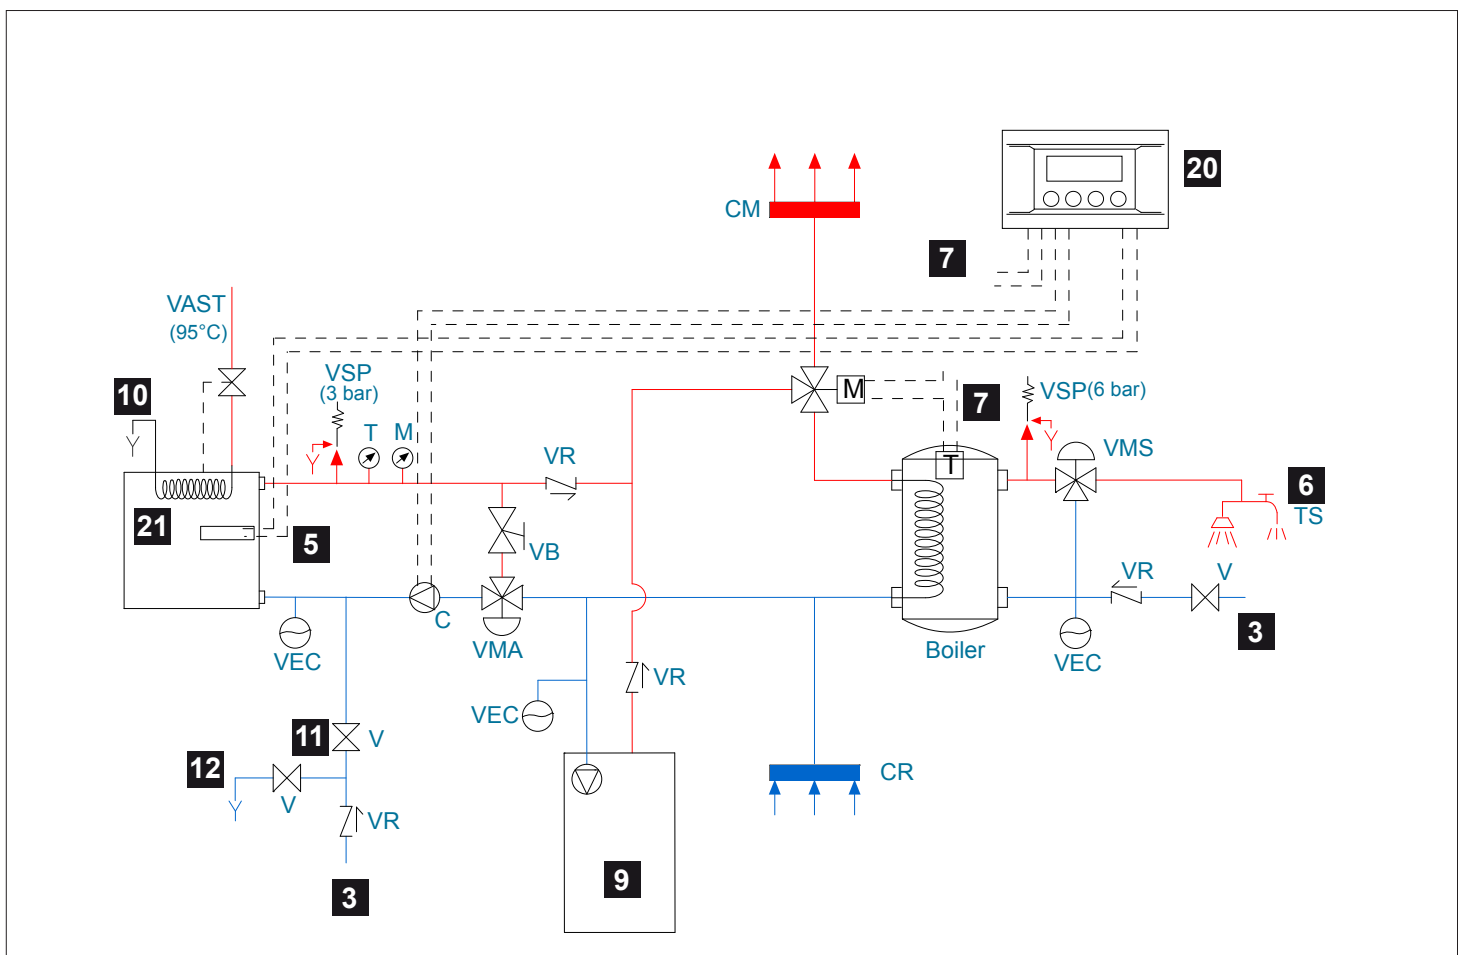 20
CM
7
VAST
(95°C)
VSP
(3 bar)
10
T
M
M
7
VSP(6 bar)
VR
VMS
T
6
TS
21
5
VB
VR
V
C
VMA
VEC
Boiler
3
VEC
VR
VEC
11
V
12
V
CR
VR
9
3